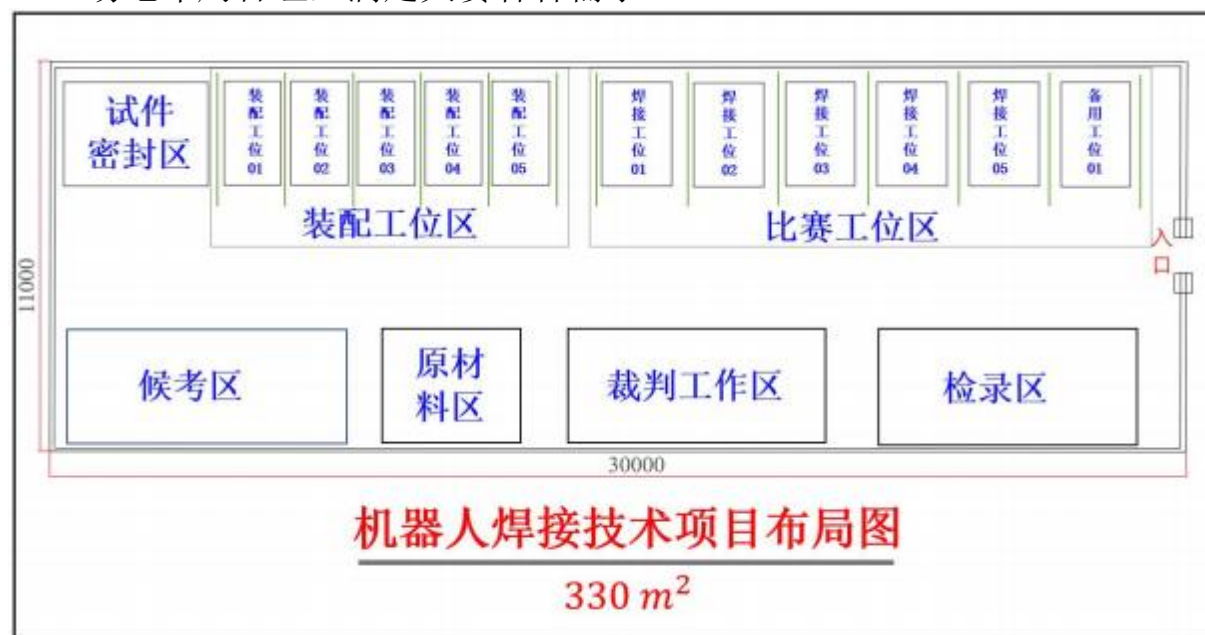 试件
密封区
装配工位01
装配工位02
装配工位03
装配工位04
装配工位05
焊接工位01
焊接工位02
焊接工位03
焊接工位04
焊接工位05
备用工位01
装配工位区
比赛工位区
入口
11000
候考区
原材
料区
裁判工作区
检录区
30000
机器人焊接技术项目布局图
330 m²